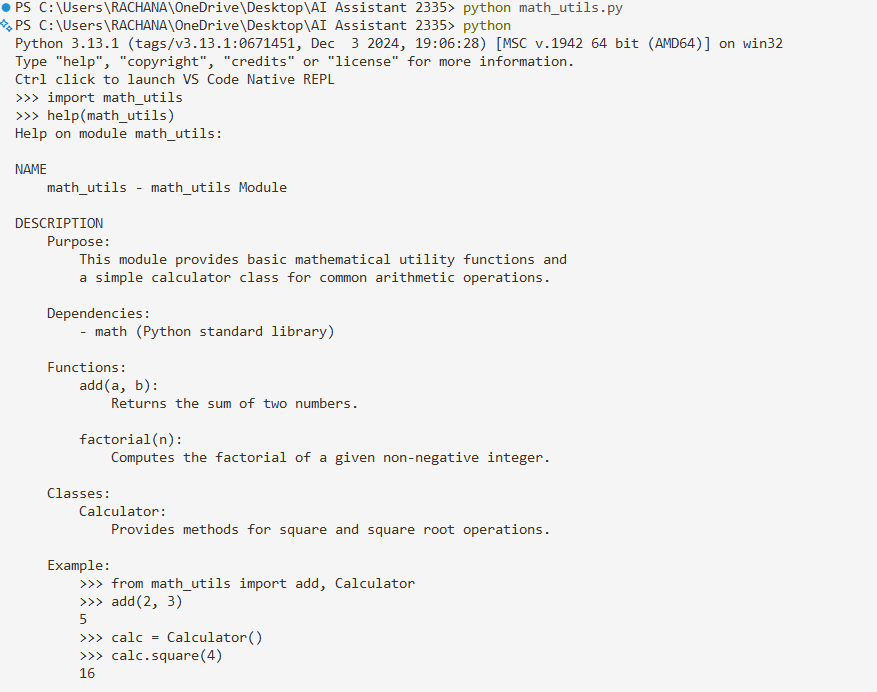 PS C:\Users\RACHANA\OneDrive\Desktop\AI Assistant 2335> python math_utils.py
PS C:\Users\RACHANA\OneDrive\Desktop\AI Assistant 2335> python
Python 3.13.1 (tags/v3.13.1:0671451, Dec  3 2024, 19:06:28) [MSC v.1942 64 bit (AMD64)] on win32
Type "help", "copyright", "credits" or "license" for more information.
Ctrl click to launch VS Code Native REPL
>>> import math_utils
>>> help(math_utils)
Help on module math_utils:

NAME
    math_utils - math_utils Module

DESCRIPTION
    Purpose:
        This module provides basic mathematical utility functions and
        a simple calculator class for common arithmetic operations.

    Dependencies:
        - math (Python standard library)

    Functions:
        add(a, b):
            Returns the sum of two numbers.

        factorial(n):
            Computes the factorial of a given non-negative integer.

    Classes:
        Calculator:
            Provides methods for square and square root operations.

    Example:
        >>> from math_utils import add, Calculator
        >>> add(2, 3)
        5
        >>> calc = Calculator()
        >>> calc.square(4)
        16